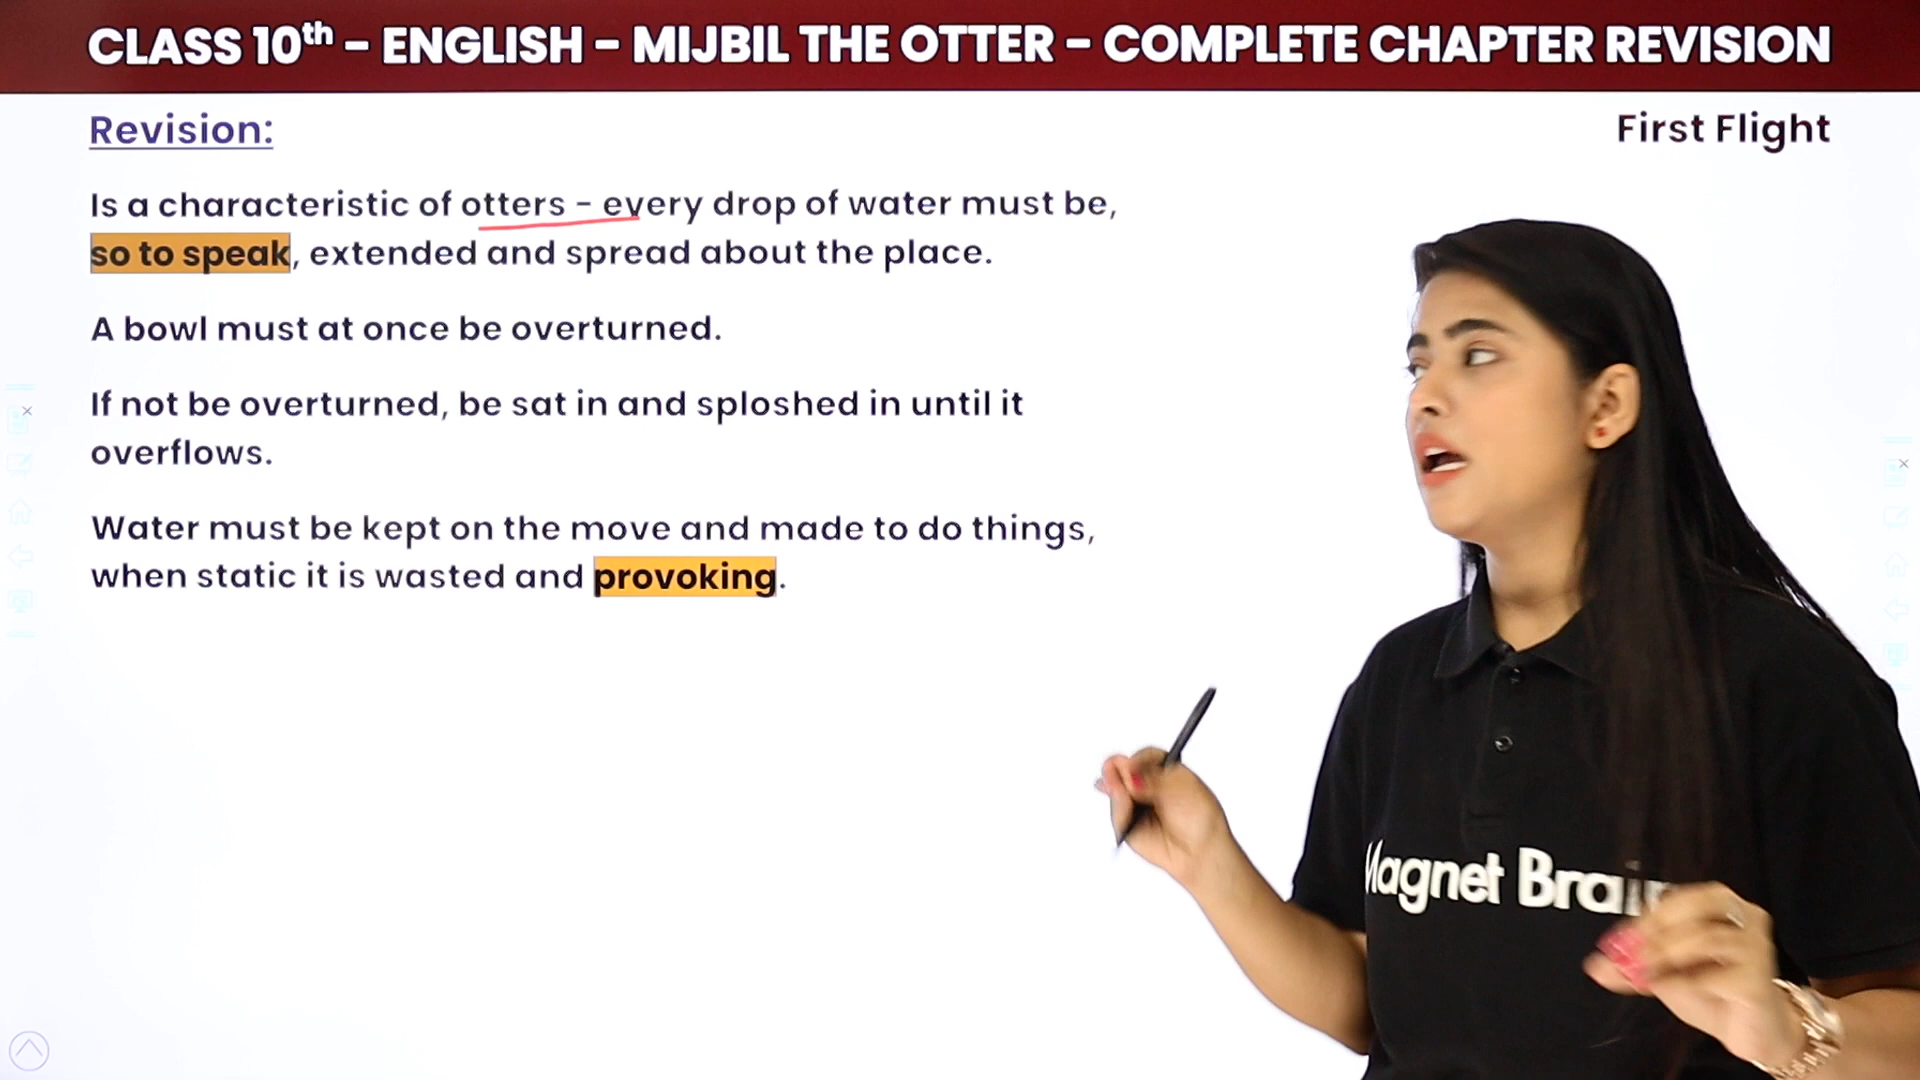 CLASS 10th – ENGLISH – MIJBIL THE OTTER – COMPLETE CHAPTER REVISION
Revision:
First Flight
Is a characteristic of otters – every drop of water must be,
so to speak, extended and spread about the place.
A bowl must at once be overturned.
If not be overturned, be sat in and sploshed in until it
overflows.
Water must be kept on the move and made to do things,
when static it is wasted and provoking.
Magnet Brai